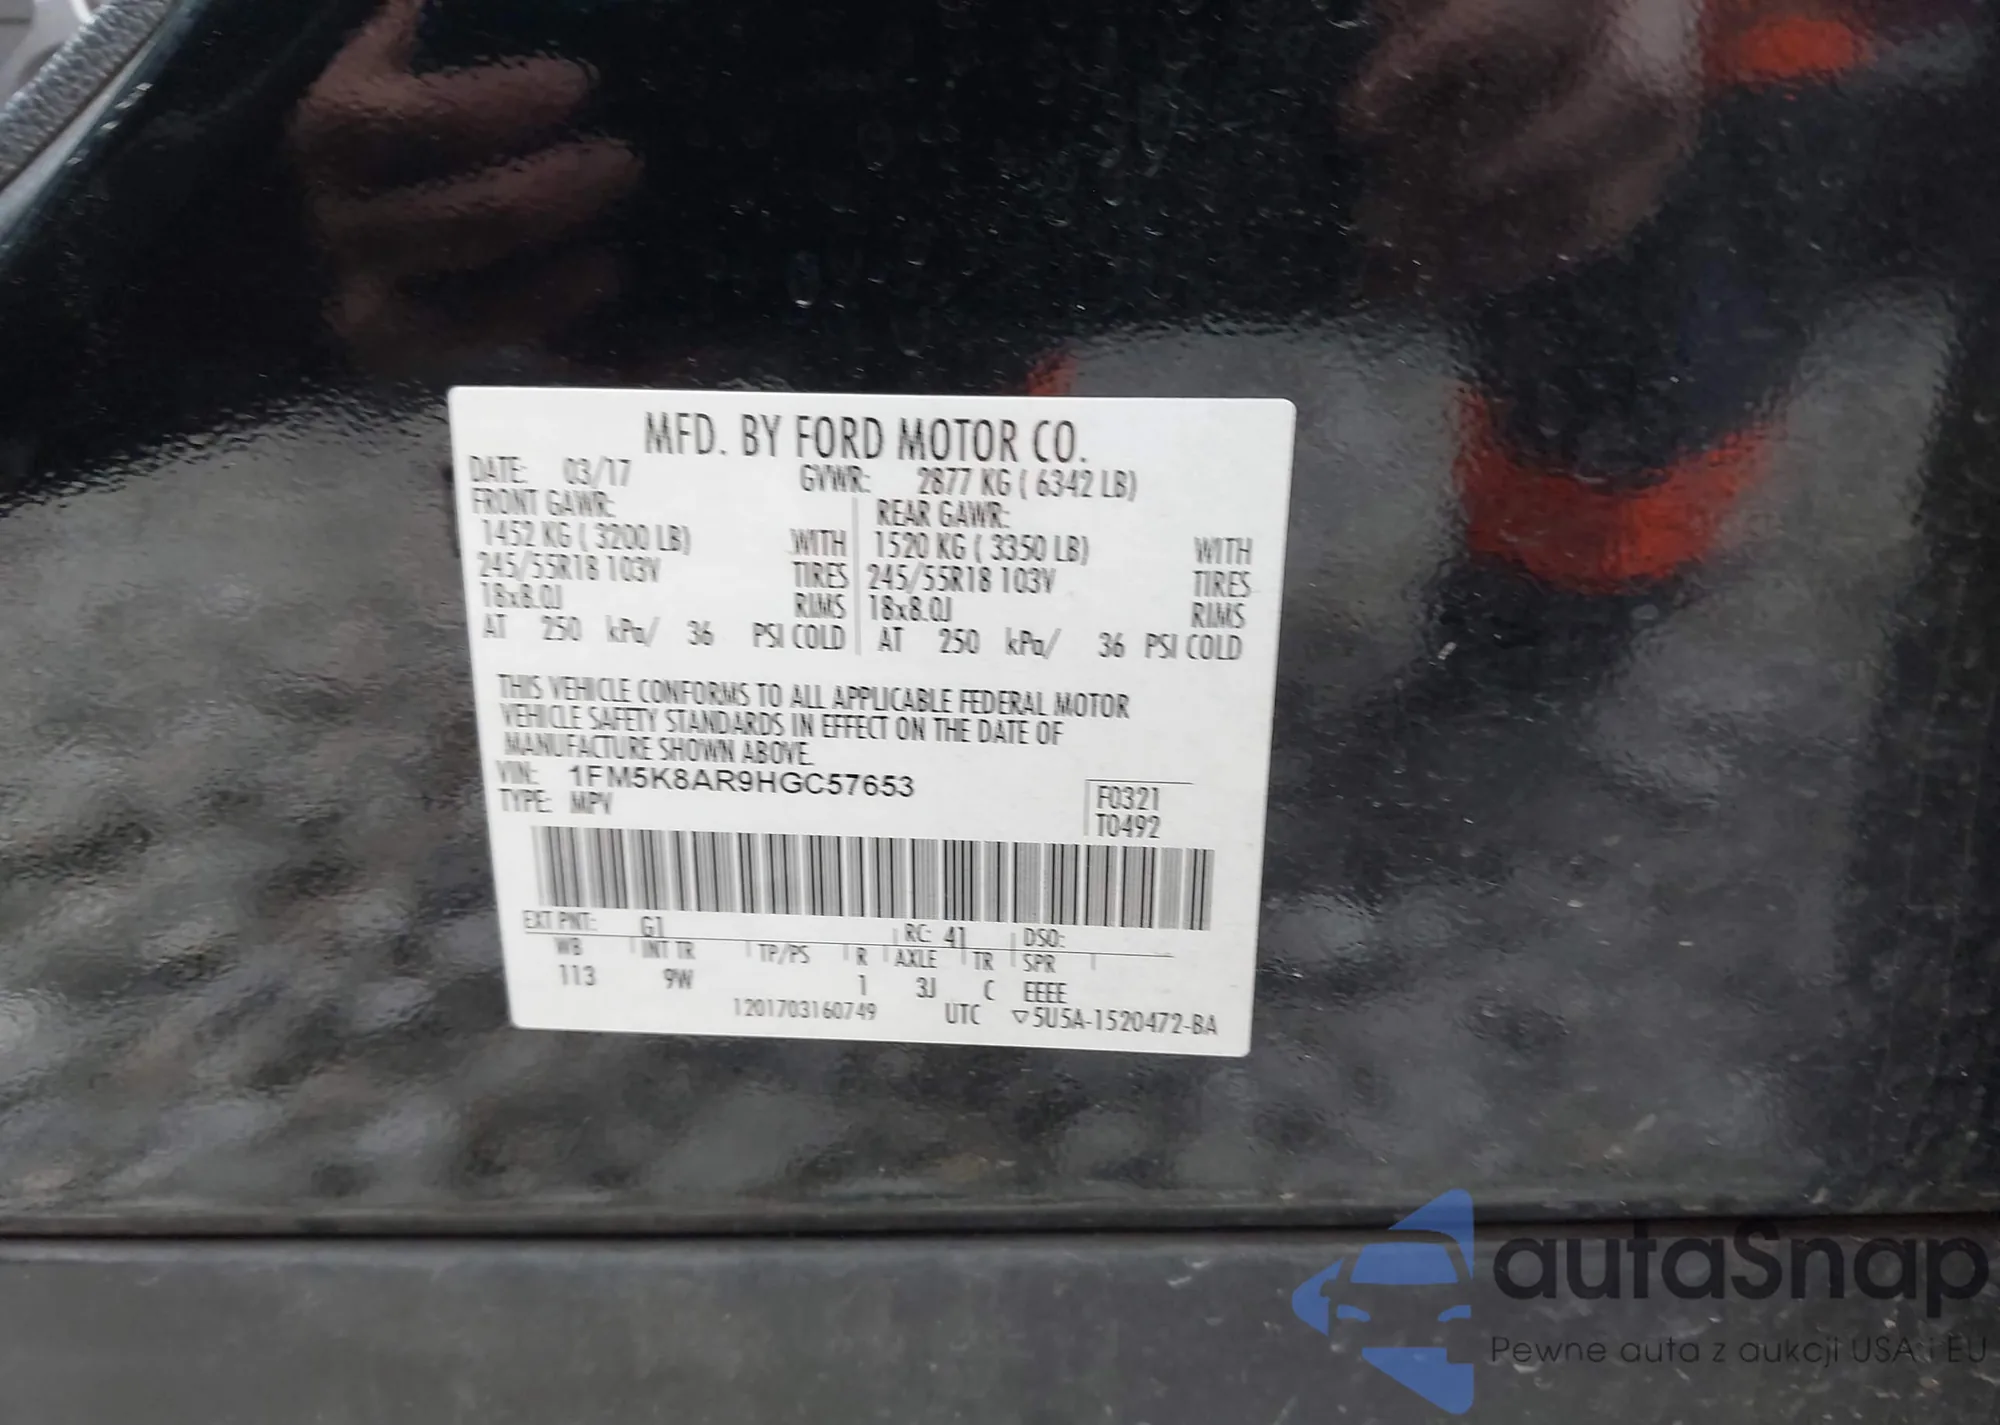 MFD. BY FORD MOTOR CO.
DATE: 03/17 GVWR: 2877 KG ( 6342 LB)
FRONT GAWR: REAR GAWR:
1452 KG ( 3200 LB) WITH 1520 KG ( 3350 LB) WITH
245/55R18 103V TIRES 245/55R18 103V TIRES
18x8.0J RIMS 18x8.0J RIMS
AT 250 kPa/ 36 PSI COLD AT 250 kPa/ 36 PSI COLD
THIS VEHICLE CONFORMS TO ALL APPLICABLE FEDERAL MOTOR
VEHICLE SAFETY STANDARDS IN EFFECT ON THE DATE OF
MANUFACTURE SHOWN ABOVE.
VIN: 1FM5K8AR9HGC57653
TYPE: MPV
F0321
T0492
EXT PNT: G1 RC: 41 DSO:
WB INT TR TP/PS R AXLE TR SPR
113 9W 1 3J C EEEE
1201703160749 UTC ▽5U5A-1520472-BA
autaSnap
Pewne auta z aukcji USA i EU